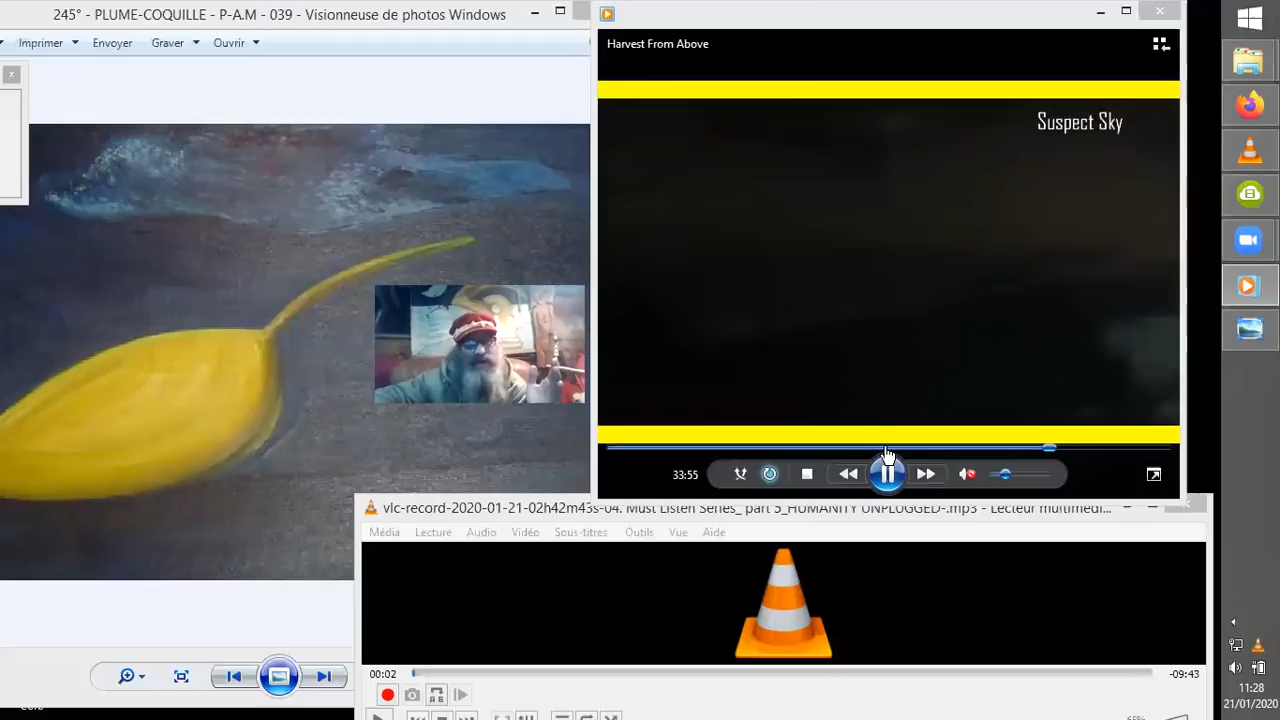 245° - PLUME-COQUILLE - P-A.M - 039 - Visionneuse de photos Windows
Imprimer Envoyer Graver Ouvrir
Harvest From Above
Suspect Sky
33:55
vlc-record-2020-01-21-02h42m43s-04. Must Listen Series_ part 5_HUMANITY UNPLUGGED-.mp3 - Lecteur multimédi...
Média Lecture Audio Vidéo Sous-titres Outils Vue Aide
00:02 -09:43
11:28
21/01/2020